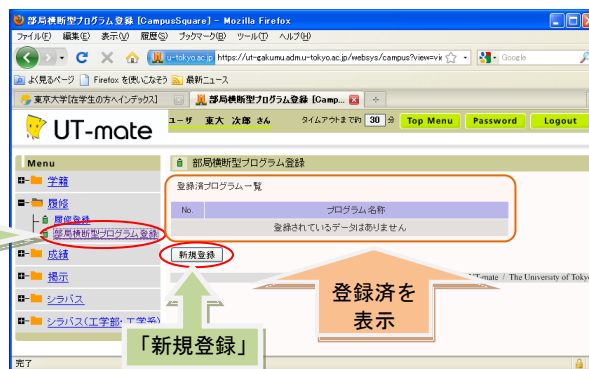 部局横断型プログラム登録 [CampusSquare] - Mozilla Firefox
ファイル(F) 編集(E) 表示(V) 履歴(S) ブックマーク(B) ツール(T) ヘルプ(H)
u-tokyo.ac.jp https://ut-gakumu.adm.u-tokyo.ac.jp/websys/campus?view=vie Google
よく見るページ Firefox を使いこなそう 最新ニュース
東京大学[在学生の方へインデックス] 部局横断型プログラム登録 [Camp...
UT-mate
ユーザ 東大 次郎 さん タイムアウトまで約 30 分 Top Menu Password Logout
Menu
学籍
履修
履修登録
部局横断型プログラム登録
成績
掲示
シラバス
シラバス(工学部・工学系)
部局横断型プログラム登録
登録済プログラム一覧
No. プログラム名称
登録されているデータはありません
新規登録
UT-mate / The University of Tokyo
登録済を
表示
「新規登録」
完了